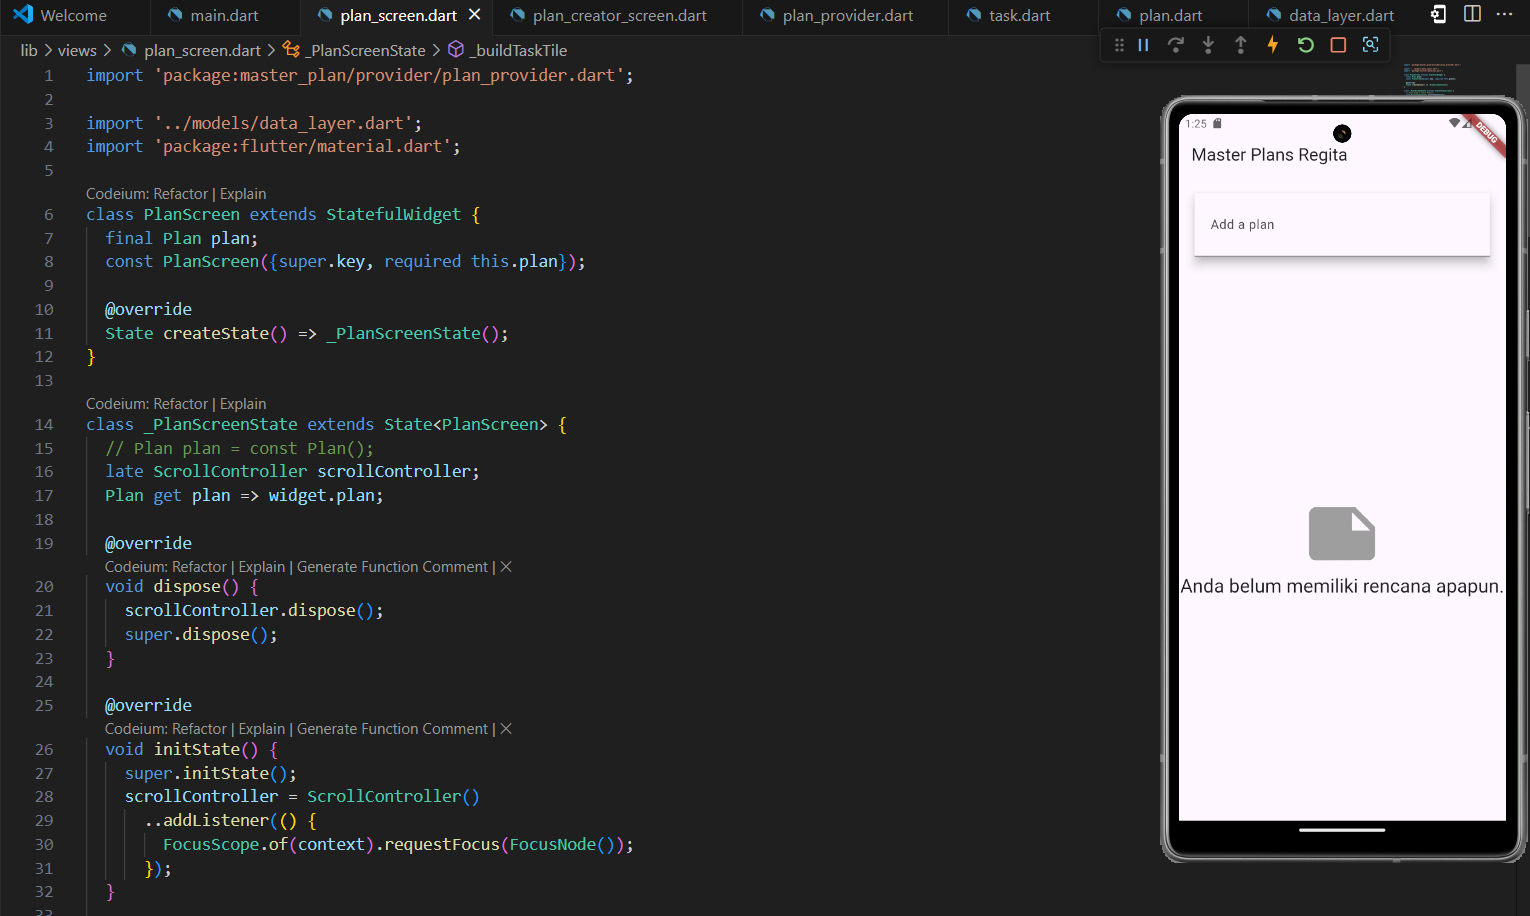 Welcome
main.dart
plan_screen.dart
plan_creator_screen.dart
plan_provider.dart
task.dart
plan.dart
data_layer.dart
lib > views > plan_screen.dart > _PlanScreenState > _buildTaskTile
1 import 'package:master_plan/provider/plan_provider.dart';
2
3 import '../models/data_layer.dart';
4 import 'package:flutter/material.dart';
5
Codeium: Refactor | Explain
6 class PlanScreen extends StatefulWidget {
7 final Plan plan;
8 const PlanScreen({super.key, required this.plan});
9
10 @override
11 State createState() => _PlanScreenState();
12 }
13
Codeium: Refactor | Explain
14 class _PlanScreenState extends State<PlanScreen> {
15 // Plan plan = const Plan();
16 late ScrollController scrollController;
17 Plan get plan => widget.plan;
18
19 @override
Codeium: Refactor | Explain | Generate Function Comment | X
20 void dispose() {
21 scrollController.dispose();
22 super.dispose();
23 }
24
25 @override
Codeium: Refactor | Explain | Generate Function Comment | X
26 void initState() {
27 super.initState();
28 scrollController = ScrollController()
29 ..addListener(() {
30 FocusScope.of(context).requestFocus(FocusNode());
31 });
32 }
33
1:25
DEBUG
Master Plans Regita
Add a plan
Anda belum memiliki rencana apapun.